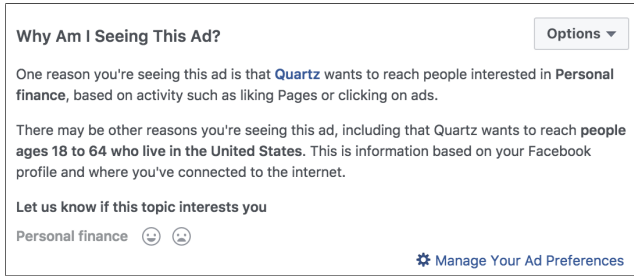 Why Am I Seeing This Ad?
Options
One reason you're seeing this ad is that Quartz wants to reach people interested in Personal
finance, based on activity such as liking Pages or clicking on ads.
There may be other reasons you're seeing this ad, including that Quartz wants to reach people
ages 18 to 64 who live in the United States. This is information based on your Facebook
profile and where you've connected to the internet.
Let us know if this topic interests you
Personal finance
Manage Your Ad Preferences